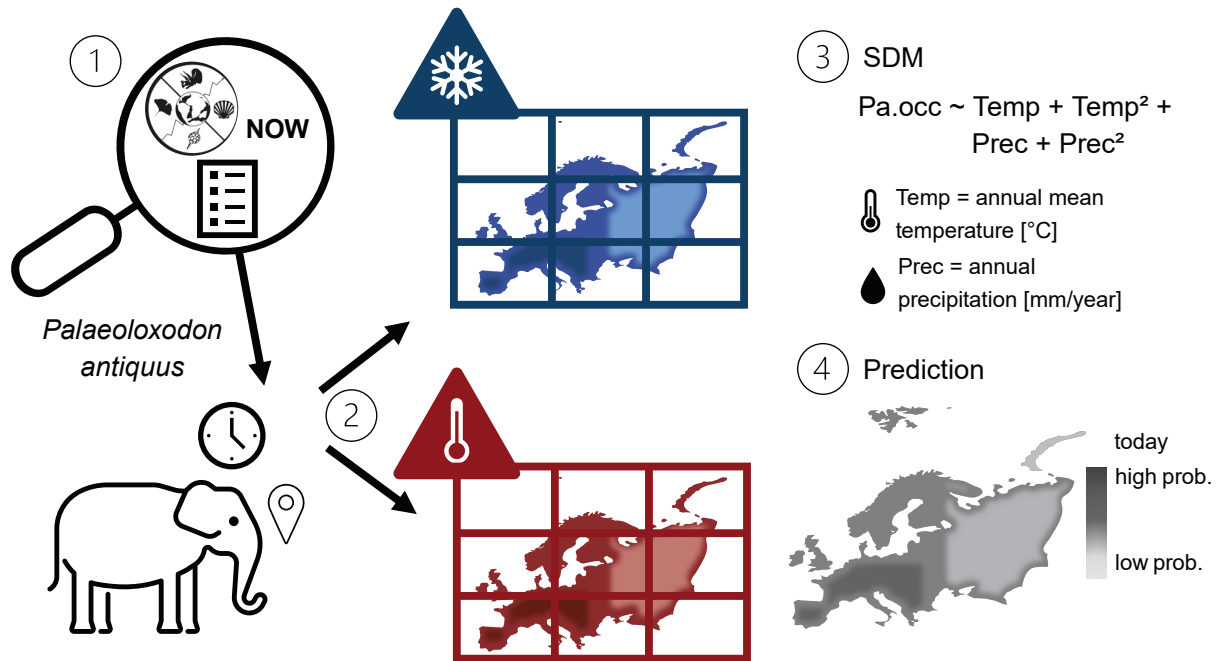 1
NOW
Palaeoloxodon
antiquus
2
3 SDM
Pa.occ ~ Temp + Temp² +
Prec + Prec²
Temp = annual mean
temperature [°C]
Prec = annual
precipitation [mm/year]
4 Prediction
today
high prob.
low prob.